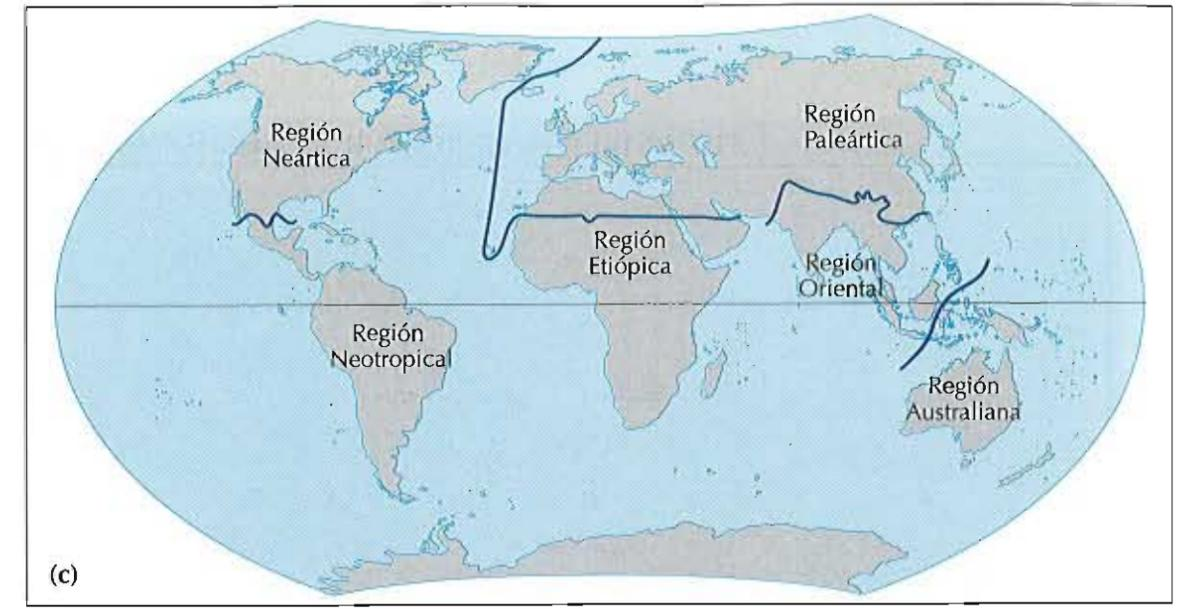 Región
Neártica
Región
Paleártica
Región
Etiópica
Región
Oriental
Región
Neotropical
Región
Australiana
(c)